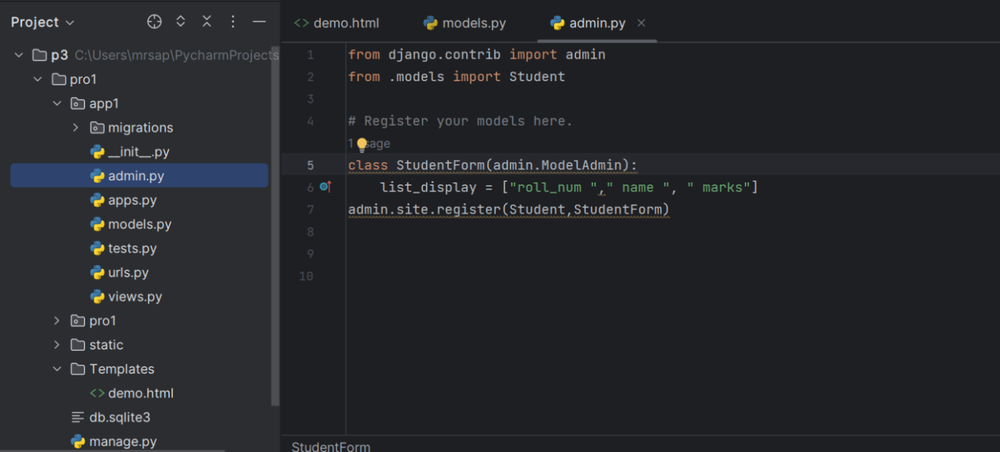 Project
p3 C:\Users\mrsap\PycharmProjects
pro1
app1
migrations
__init__.py
admin.py
apps.py
models.py
tests.py
urls.py
views.py
pro1
static
Templates
<> demo.html
db.sqlite3
manage.py
<> demo.html models.py admin.py
1 from django.contrib import admin
2 from .models import Student
3
4 # Register your models here.
1 usage
5 class StudentForm(admin.ModelAdmin):
6 list_display = ["roll_num "," name ", " marks"]
7 admin.site.register(Student,StudentForm)
8
9
10
StudentForm